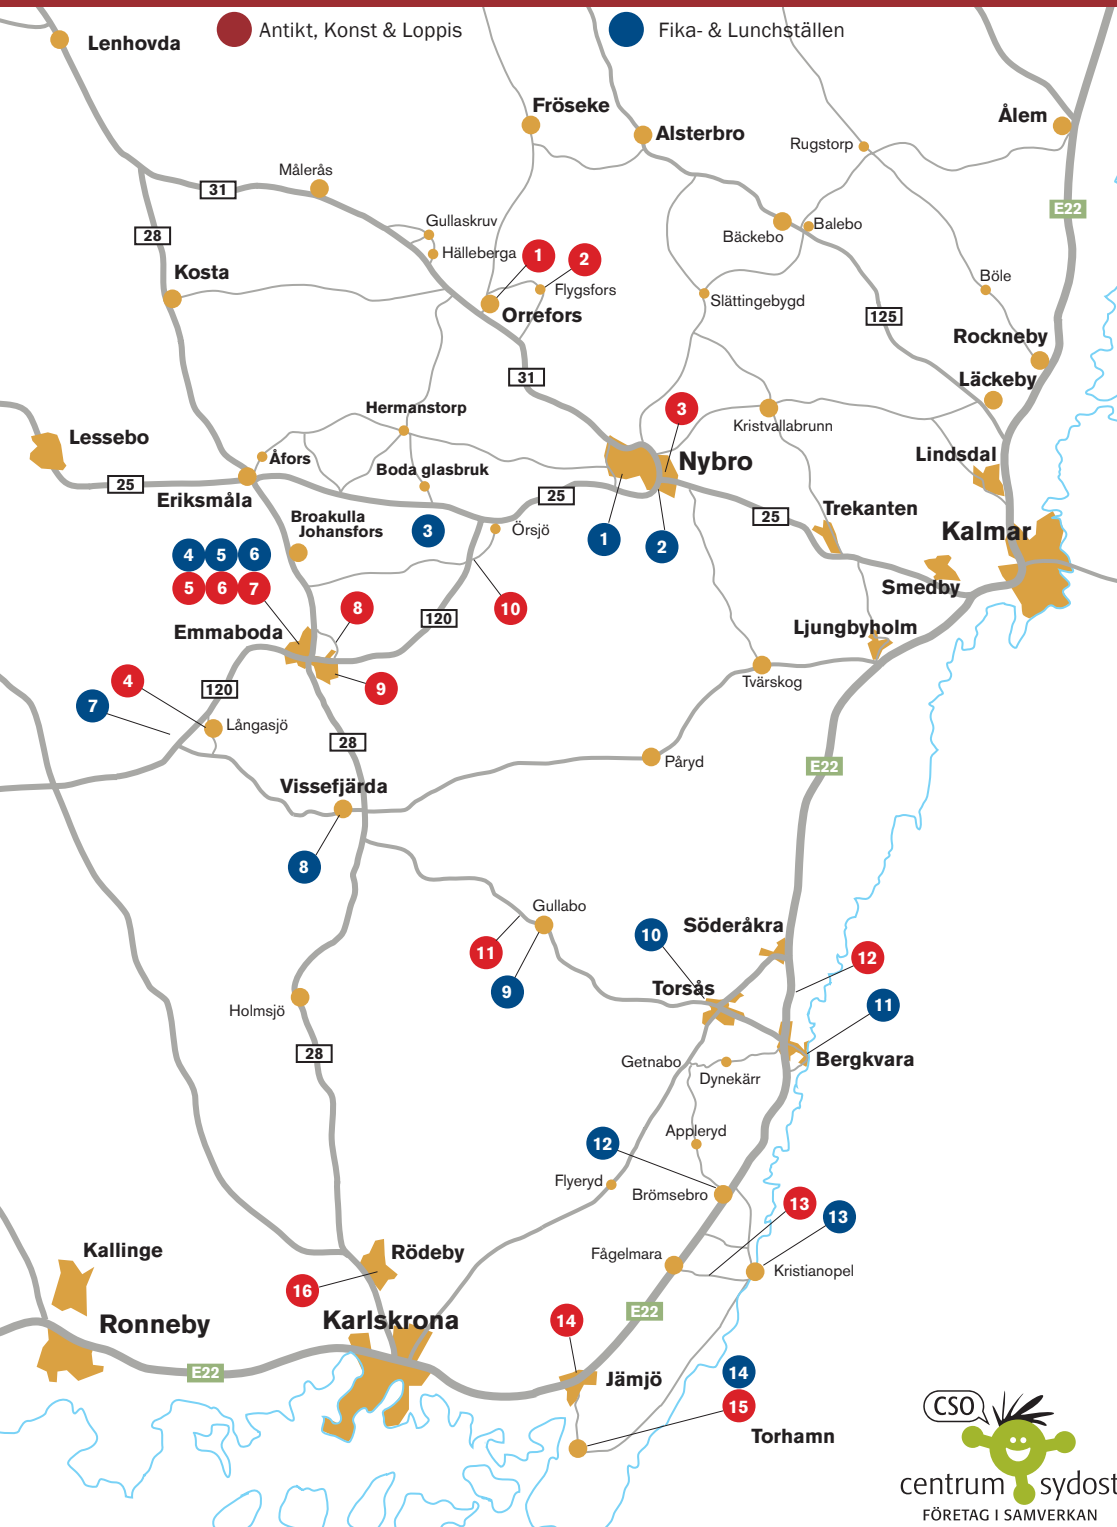 Antikt, Konst & Loppis
Fika- & Lunchställen
Lenhovda
Fröseke
Alsterbro
Ålem
Rugstorp
Målerås
31
E22
28
Gullaskruv
Hälleberga
Bäckebo
Balebo
Kosta
1
2
Flygsfors
Orrefors
Slättingebygd
Böle
125
Rockneby
31
Läckeby
Hermanstorp
3
Kristvallabrunn
Lessebo
Åfors
Boda glasbruk
Nybro
Lindsdal
25
Eriksmåla
25
25
Trekanten
Broakulla
Johansfors
3
Örsjö
1
2
Kalmar
4
5
6
5
6
7
Smedby
8
10
120
Emmaboda
Ljungbyholm
4
120
9
Tvärskog
7
Långasjö
28
Påryd
E22
Vissefjärda
8
Gullabo
Söderåkra
10
11
12
9
Torsås
11
Holmsjö
28
Getnabo
Dynekärr
Bergkvara
Appleryd
12
Flyeryd
Brömsebro
13
13
Kallinge
Rödeby
Fågelmara
Kristianopel
16
Ronneby
Karlskrona
E22
14
E22
Jämjö
14
15
Torhamn
CSO
centrum sydost
FÖRETAG I SAMVERKAN